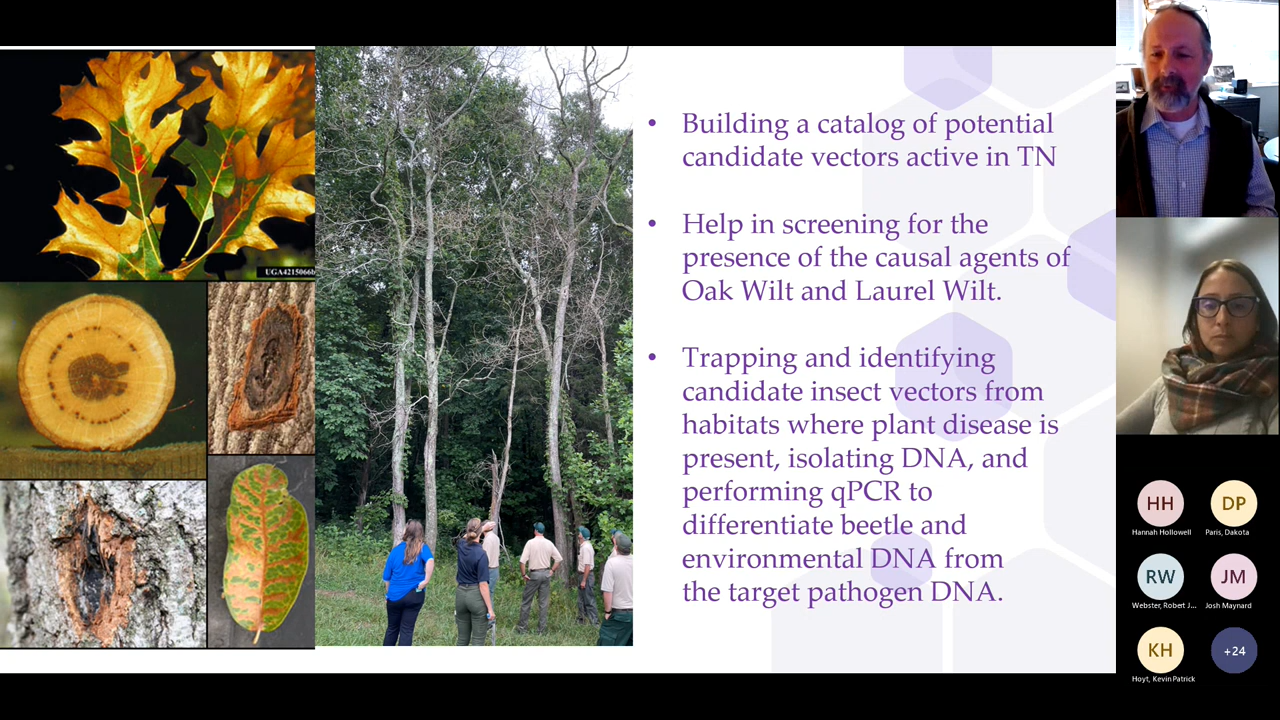 UGA4215066b
• Building a catalog of potential
candidate vectors active in TN
• Help in screening for the
presence of the causal agents of
Oak Wilt and Laurel Wilt.
• Trapping and identifying
candidate insect vectors from
habitats where plant disease is
present, isolating DNA, and
performing qPCR to
differentiate beetle and
environmental DNA from
the target pathogen DNA.
HH
Hannah Hollowell
DP
Paris, Dakota
RW
Webster, Robert J...
JM
Josh Maynard
KH
Hoyt, Kevin Patrick
+24